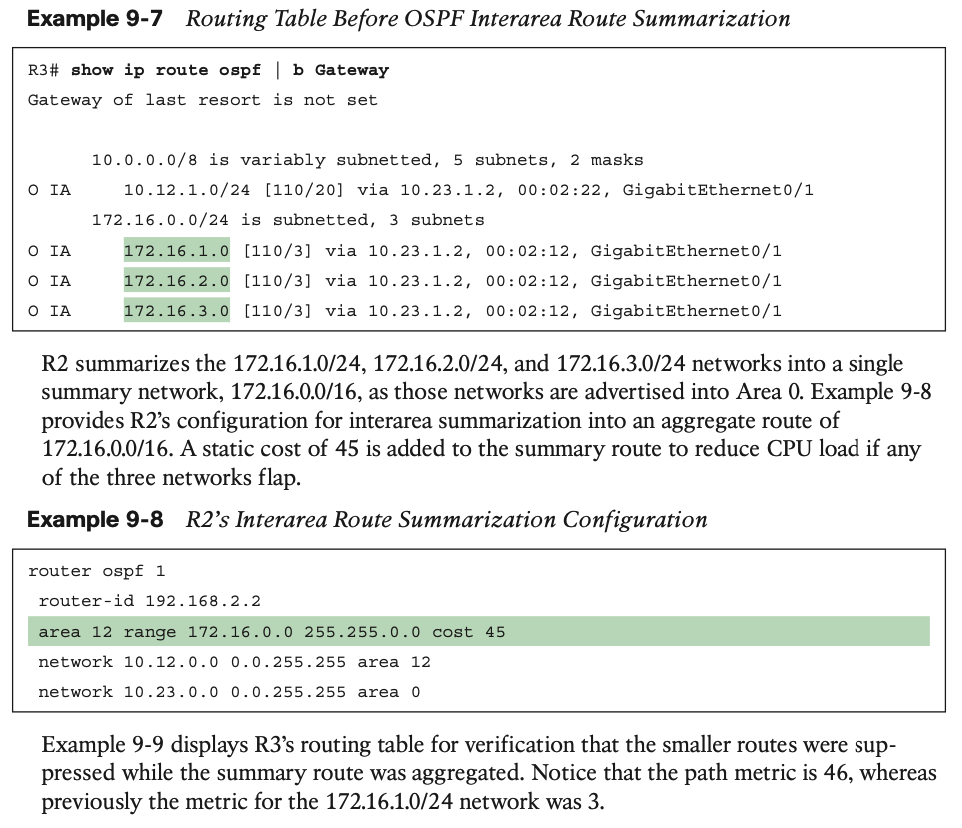 Example 9-7 Routing Table Before OSPF Interarea Route Summarization
R3# show ip route ospf | b Gateway
Gateway of last resort is not set
10.0.0.0/8 is variably subnetted, 5 subnets, 2 masks
O IA 10.12.1.0/24 [110/20] via 10.23.1.2, 00:02:22, GigabitEthernet0/1
172.16.0.0/24 is subnetted, 3 subnets
O IA 172.16.1.0 [110/3] via 10.23.1.2, 00:02:12, GigabitEthernet0/1
O IA 172.16.2.0 [110/3] via 10.23.1.2, 00:02:12, GigabitEthernet0/1
O IA 172.16.3.0 [110/3] via 10.23.1.2, 00:02:12, GigabitEthernet0/1
R2 summarizes the 172.16.1.0/24, 172.16.2.0/24, and 172.16.3.0/24 networks into a single
summary network, 172.16.0.0/16, as those networks are advertised into Area 0. Example 9-8
provides R2’s configuration for interarea summarization into an aggregate route of
172.16.0.0/16. A static cost of 45 is added to the summary route to reduce CPU load if any
of the three networks flap.
Example 9-8 R2’s Interarea Route Summarization Configuration
router ospf 1
router-id 192.168.2.2
area 12 range 172.16.0.0 255.255.0.0 cost 45
network 10.12.0.0 0.0.255.255 area 12
network 10.23.0.0 0.0.255.255 area 0
Example 9-9 displays R3’s routing table for verification that the smaller routes were sup-
pressed while the summary route was aggregated. Notice that the path metric is 46, whereas
previously the metric for the 172.16.1.0/24 network was 3.